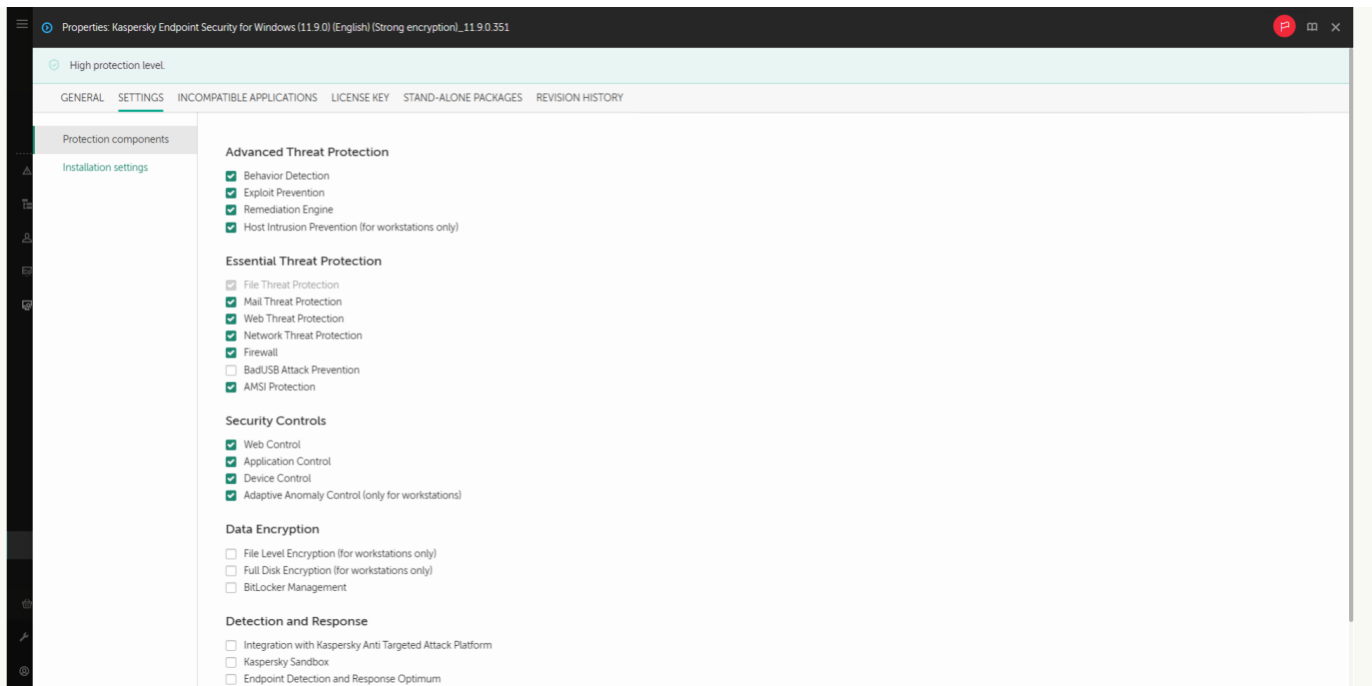 Properties: Kaspersky Endpoint Security for Windows (11.9.0) (English) (Strong encryption)_11.9.0.351
High protection level.
GENERAL SETTINGS INCOMPATIBLE APPLICATIONS LICENSE KEY STAND-ALONE PACKAGES REVISION HISTORY
Protection components
Installation settings
Advanced Threat Protection
Behavior Detection
Exploit Prevention
Remediation Engine
Host Intrusion Prevention (for workstations only)
Essential Threat Protection
File Threat Protection
Mail Threat Protection
Web Threat Protection
Network Threat Protection
Firewall
BadUSB Attack Prevention
AMSI Protection
Security Controls
Web Control
Application Control
Device Control
Adaptive Anomaly Control (only for workstations)
Data Encryption
File Level Encryption (for workstations only)
Full Disk Encryption (for workstations only)
BitLocker Management
Detection and Response
Integration with Kaspersky Anti Targeted Attack Platform
Kaspersky Sandbox
Endpoint Detection and Response Optimum